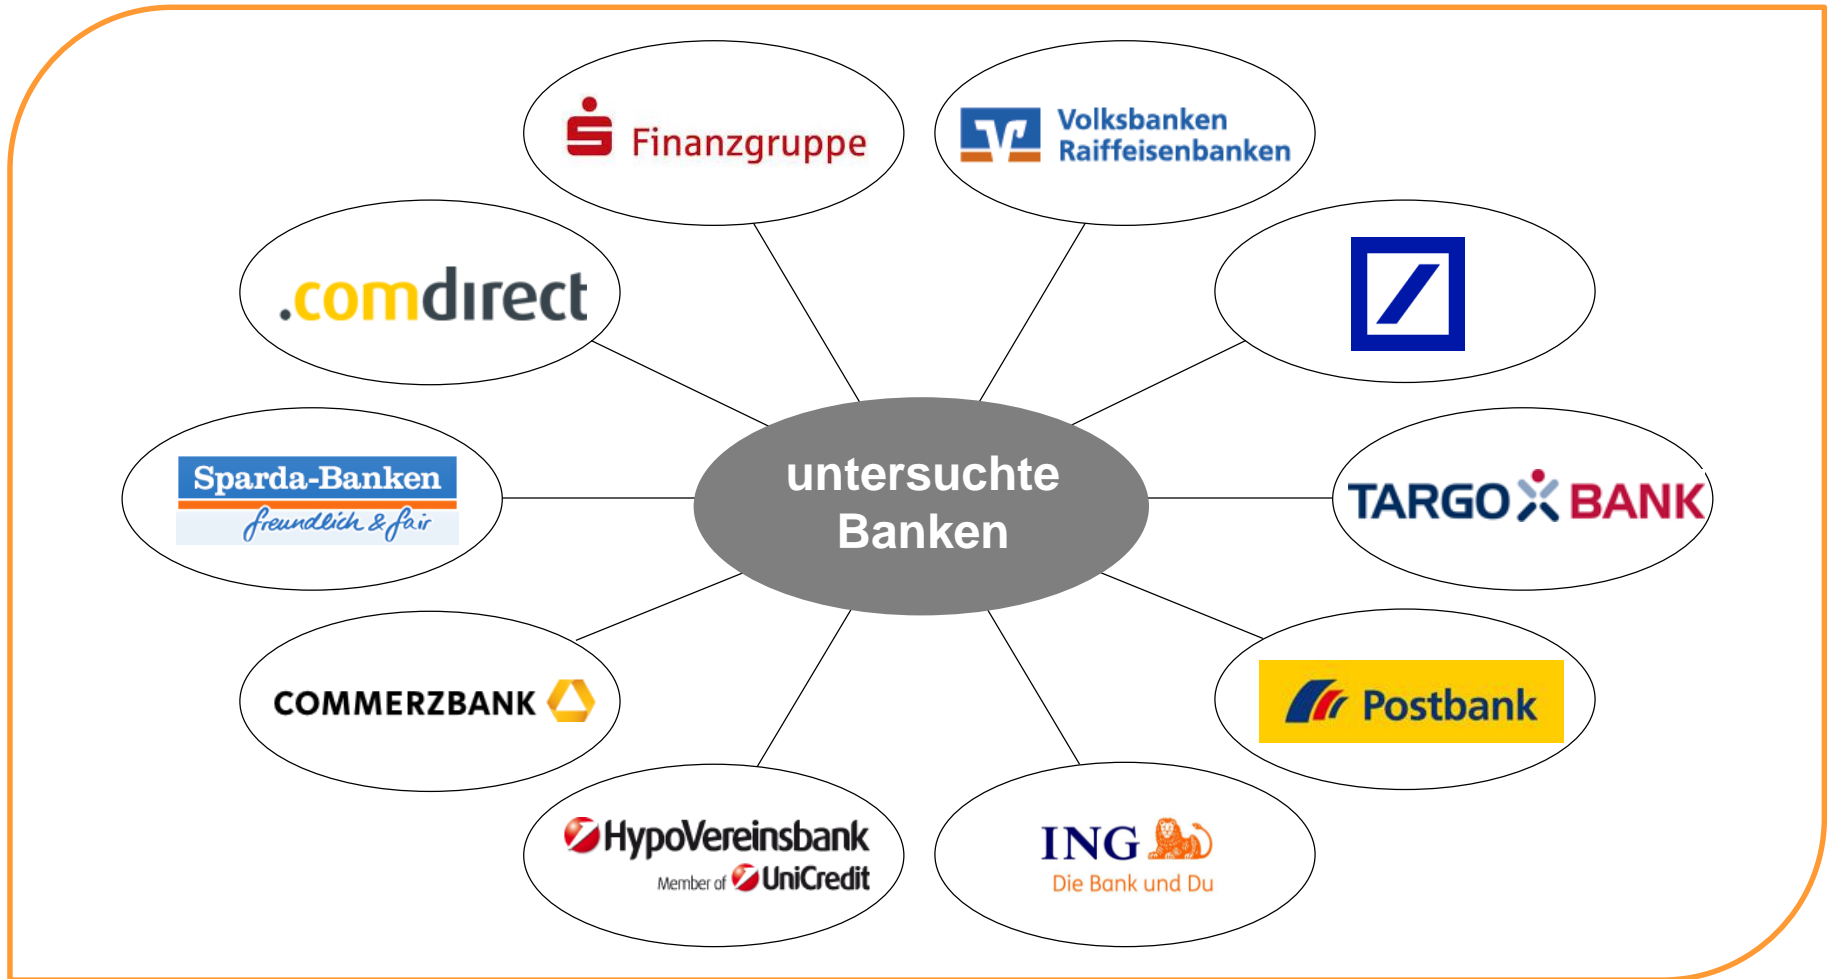 Finanzgruppe
Volksbanken
Raiffeisenbanken
.comdirect
Sparda-Banken
freundlich & fair
untersuchte
Banken
TARGO BANK
COMMERZBANK
Postbank
HypoVereinsbank
Member of UniCredit
ING
Die Bank und Du